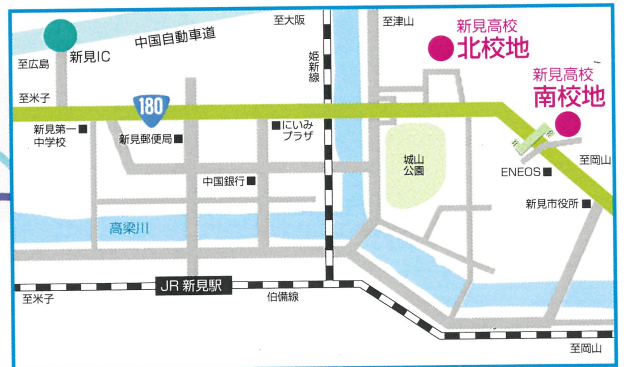 至大阪
至津山
新見高校
北校地
中国自動車道
新見IC
至広島
姫新線
新見高校
南校地
至米子
180
新見第一
中学校
新見郵便局
にいみ
プラザ
城山
公園
至岡山
ENEOS
中国銀行
新見市役所
高梁川
JR 新見駅
至米子
伯備線
至岡山